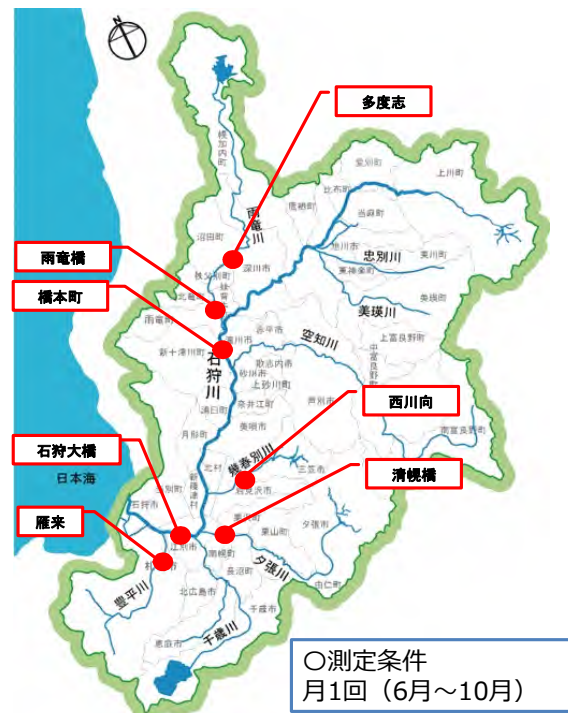 多度志
愛別町
上川町
比布町
幌加内町
鷹栖町
当麻町
雨竜川
沼田町
旭川市
忠別川
東川町
雨竜橋
秩父別町
深川市
東神楽町
北竜町
美瑛町
橋本町
美瑛川
雨竜町
滝川市
赤平市
空知川
上富良野町
新十津川町
石狩川
砂川市
歌志内市
中富良野町
上砂川町
西川向
奈井江町
芦別市
浦臼町
南富良野町
美唄市
月形町
石狩大橋
北村
幾春別川
三笠市
清幌橋
日本海
新篠津村
当別町
岩見沢市
石狩市
夕張市
雁来
江別市
栗山町
南幌町
夕張川
長沼町
由仁町
豊平川
北広島市
千歳市
恵庭市
千歳川
〇測定条件
月1回（6月～10月）